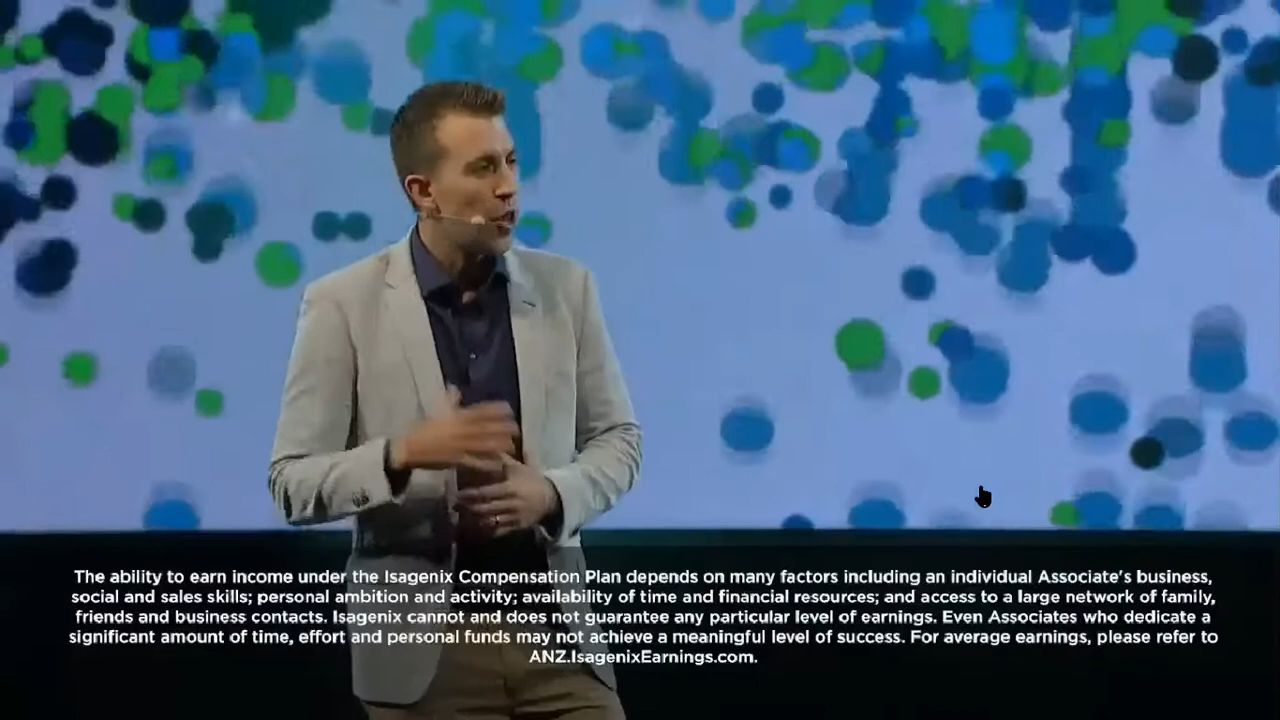 The ability to earn income under the Isagenix Compensation Plan depends on many factors including an individual Associate's business,
social and sales skills; personal ambition and activity; availability of time and financial resources; and access to a large network of family,
friends and business contacts. Isagenix cannot and does not guarantee any particular level of earnings. Even Associates who dedicate a
significant amount of time, effort and personal funds may not achieve a meaningful level of success. For average earnings, please refer to
ANZ.IsagenixEarnings.com.